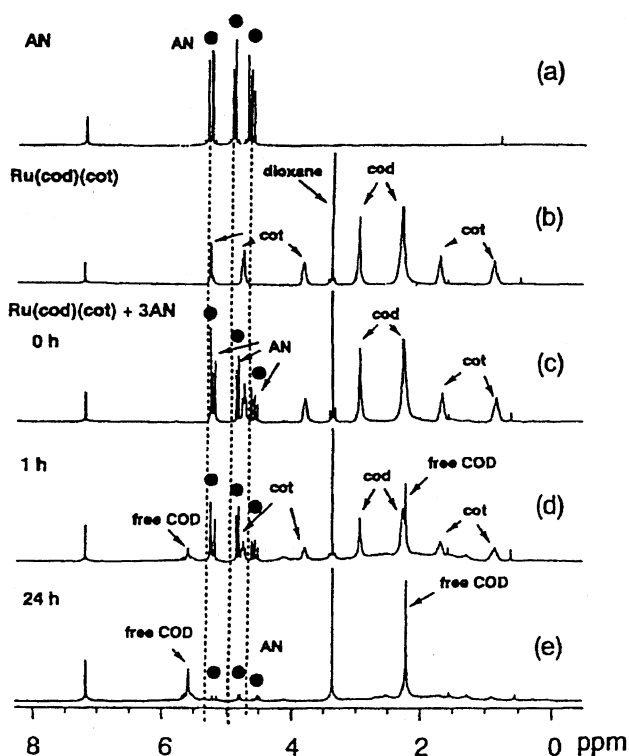 AN
AN
(a)
Ru(cod)(cot)
dioxane
cod
cot
cot
(b)
Ru(cod)(cot) + 3AN
0 h
AN
cod
cot
(c)
1 h
free COD
cot
cod
free COD
cot
(d)
24 h
free COD
AN
free COD
(e)
8 6 4 2 0 ppm